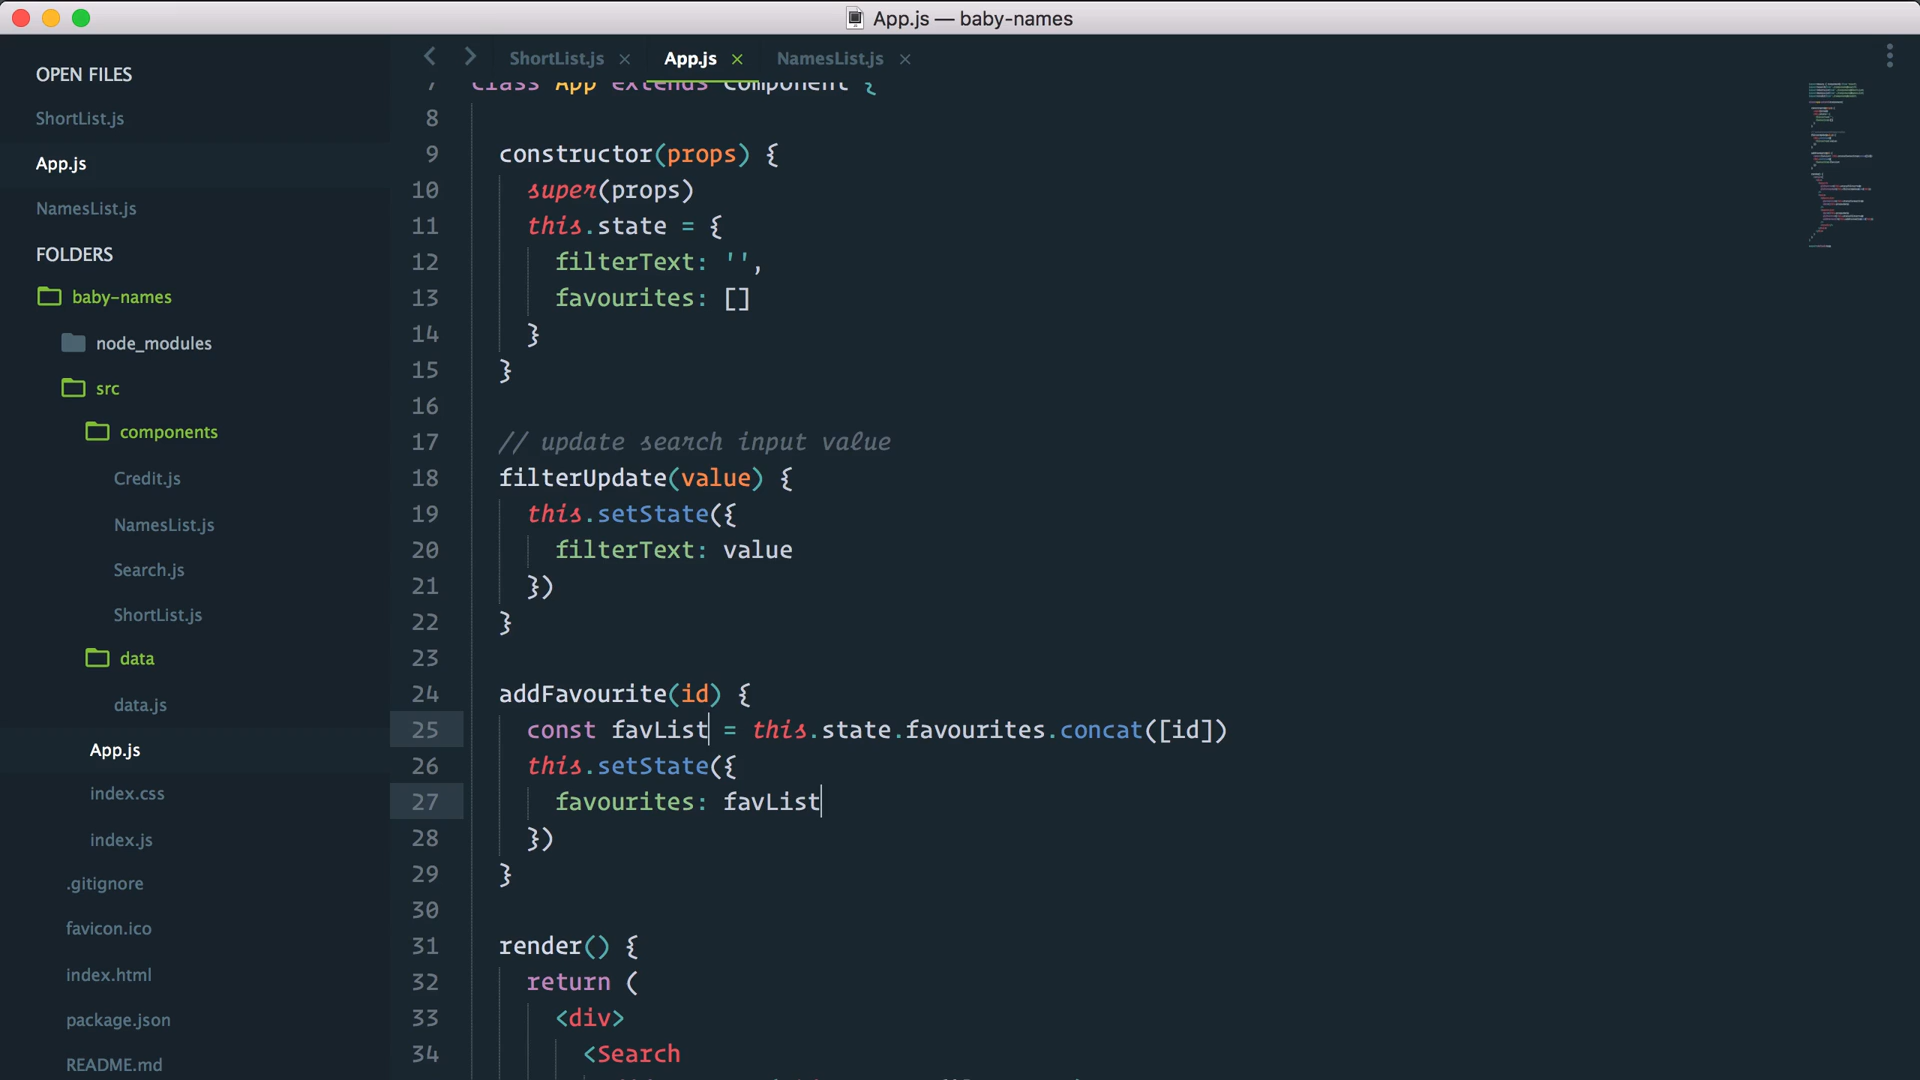 App.js — baby-names
OPEN FILES
ShortList.js
App.js
NamesList.js
FOLDERS
baby-names
node_modules
src
components
Credit.js
NamesList.js
Search.js
ShortList.js
data
data.js
App.js
index.css
index.js
.gitignore
favicon.ico
index.html
package.json
README.md
ShortList.js × App.js × NamesList.js ×
7 class App extends Component {
8
9 constructor(props) {
10 super(props)
11 this.state = {
12 filterText: '',
13 favourites: []
14 }
15 }
16
17 // update search input value
18 filterUpdate(value) {
19 this.setState({
20 filterText: value
21 })
22 }
23
24 addFavourite(id) {
25 const favList = this.state.favourites.concat([id])
26 this.setState({
27 favourites: favList
28 })
29 }
30
31 render() {
32 return (
33 <div>
34 <Search